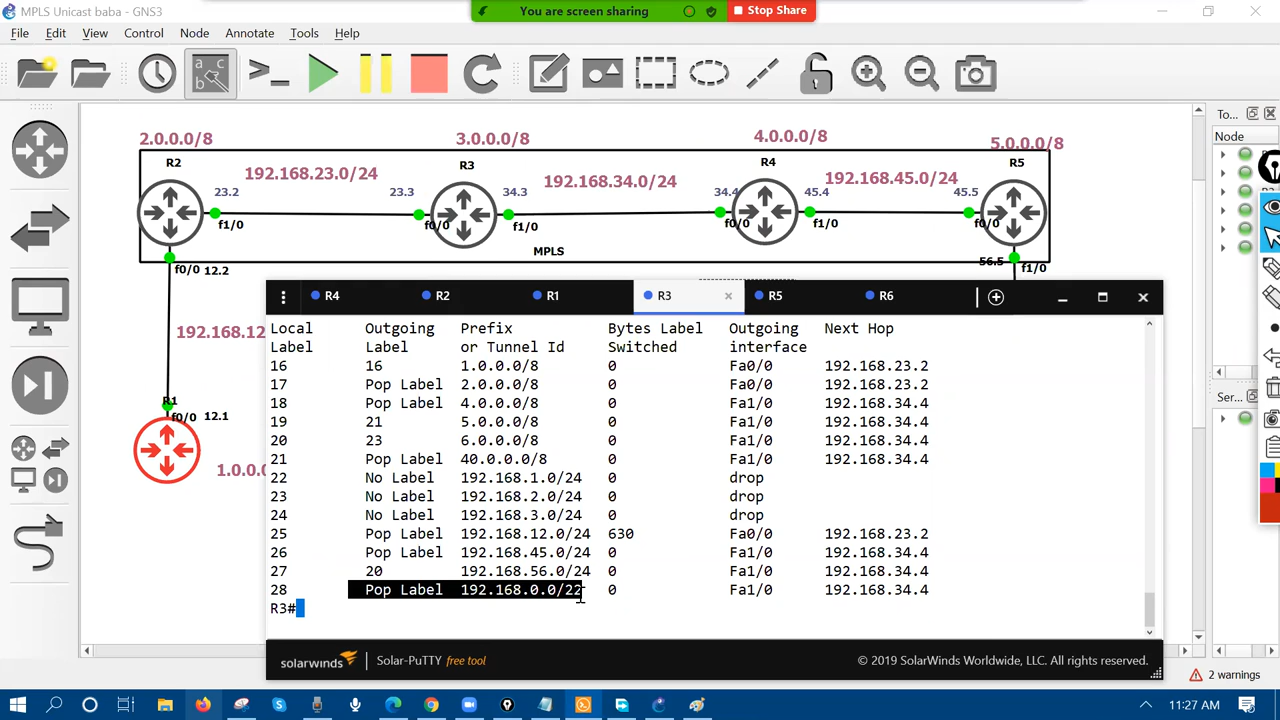 MPLS Unicast baba - GNS3
You are screen sharing
Stop Share
File Edit View Control Node Annotate Tools Help
2.0.0.0/8
3.0.0.0/8
4.0.0.0/8
5.0.0.0/8
R2
R3
R4
R5
192.168.23.0/24
192.168.34.0/24
192.168.45.0/24
23.2
23.3
34.3
34.4
45.4
45.5
f1/0
f0/0
f1/0
f0/0
f1/0
f0/0
MPLS
56.5
f0/0 12.2
f1/0
192.168.12
R1
f0/0 12.1
1.0.0.0
To...
Node
Ser...
R4 R2 R1 R3 × R5 R6
Local Outgoing Prefix Bytes Label Outgoing Next Hop
Label Label or Tunnel Id Switched interface
16 16 1.0.0.0/8 0 Fa0/0 192.168.23.2
17 Pop Label 2.0.0.0/8 0 Fa0/0 192.168.23.2
18 Pop Label 4.0.0.0/8 0 Fa1/0 192.168.34.4
19 21 5.0.0.0/8 0 Fa1/0 192.168.34.4
20 23 6.0.0.0/8 0 Fa1/0 192.168.34.4
21 Pop Label 40.0.0.0/8 0 Fa1/0 192.168.34.4
22 No Label 192.168.1.0/24 0 drop
23 No Label 192.168.2.0/24 0 drop
24 No Label 192.168.3.0/24 0 drop
25 Pop Label 192.168.12.0/24 630 Fa0/0 192.168.23.2
26 Pop Label 192.168.45.0/24 0 Fa1/0 192.168.34.4
27 20 192.168.56.0/24 0 Fa1/0 192.168.34.4
28 Pop Label 192.168.0.0/22 0 Fa1/0 192.168.34.4
R3#
solarwinds Solar-PuTTY free tool
© 2019 SolarWinds Worldwide, LLC. All rights reserved.
2 warnings
11:27 AM